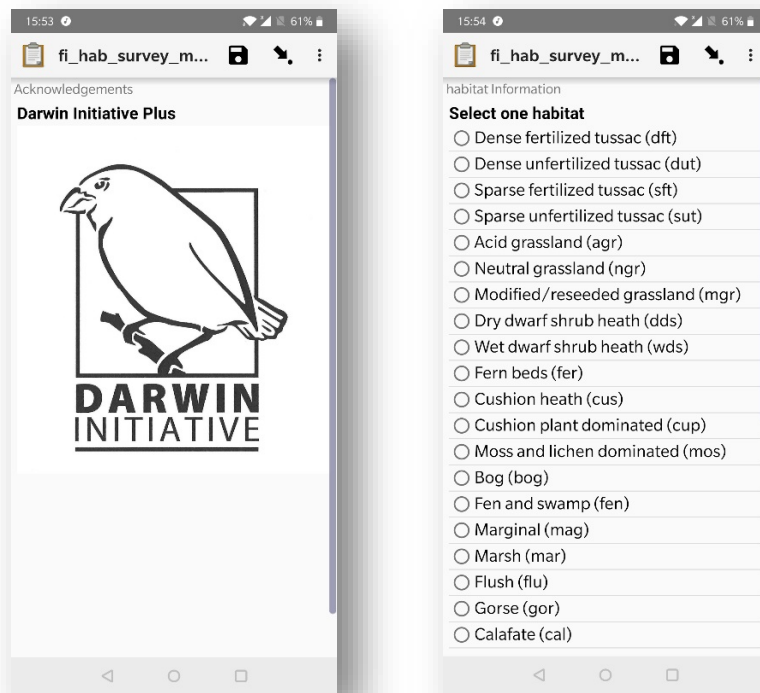 15:53 61%
fi_hab_survey_m...
Acknowledgements
Darwin Initiative Plus
DARWIN
INITIATIVE
15:54 61%
fi_hab_survey_m...
habitat Information
Select one habitat
Dense fertilized tussac (dft)
Dense unfertilized tussac (dut)
Sparse fertilized tussac (sft)
Sparse unfertilized tussac (sut)
Acid grassland (agr)
Neutral grassland (ngr)
Modified/reseeded grassland (mgr)
Dry dwarf shrub heath (dds)
Wet dwarf shrub heath (wds)
Fern beds (fer)
Cushion heath (cus)
Cushion plant dominated (cup)
Moss and lichen dominated (mos)
Bog (bog)
Fen and swamp (fen)
Marginal (mag)
Marsh (mar)
Flush (flu)
Gorse (gor)
Calafate (cal)